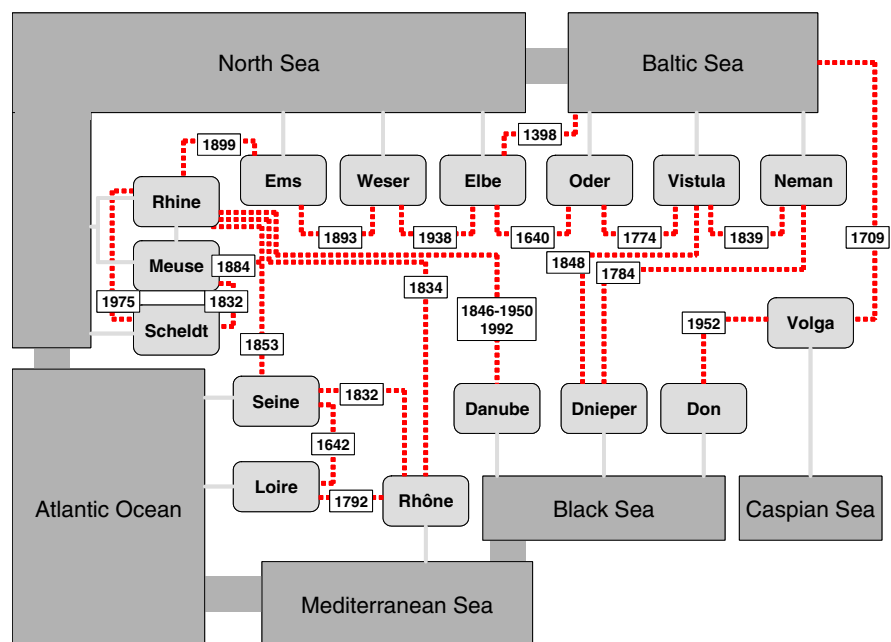 North Sea
Baltic Sea
1899
1398
Ems
Weser
Elbe
Oder
Vistula
Neman
Rhine
1893
1938
1640
1774
1839
1709
Meuse
1884
1848
1784
1834
1975
1832
Scheldt
1846-1950
1992
1952
Volga
1853
Seine
1832
Danube
Dnieper
Don
1642
Loire
1792
Rhône
Atlantic Ocean
Black Sea
Caspian Sea
Mediterranean Sea